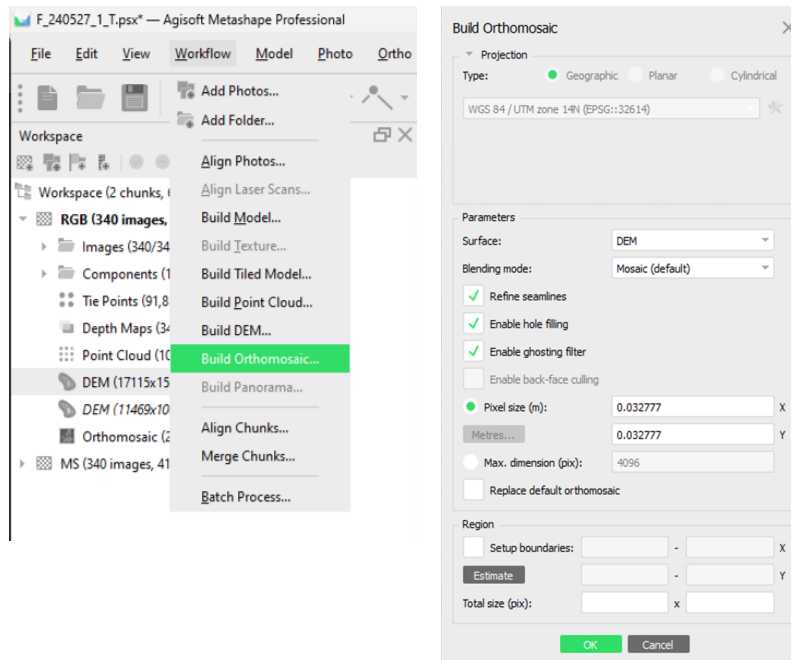 F_240527_1_T.psx* — Agisoft Metashape Professional
File Edit View Workflow Model Photo Ortho
Workspace
Workspace (2 chunks,
RGB (340 images,
Images (340/34
Components (1
Tie Points (91,8
Depth Maps (34
Point Cloud (10
DEM (17115x15
DEM (11469x10
Orthomosaic (2
MS (340 images, 41
Add Photos...
Add Folder...
Align Photos...
Align Laser Scans...
Build Model...
Build Texture...
Build Tiled Model...
Build Point Cloud...
Build DEM...
Build Orthomosaic...
Build Panorama...
Align Chunks...
Merge Chunks...
Batch Process...
Build Orthomosaic
Projection
Type: Geographic Planar Cylindrical
WGS 84 / UTM zone 14N (EPSG::32614)
Parameters
Surface: DEM
Blending mode: Mosaic (default)
Refine seamlines
Enable hole filling
Enable ghosting filter
Enable back-face culling
Pixel size (m): 0.032777 X
Metres... 0.032777 Y
Max. dimension (pix): 4096
Replace default orthomosaic
Region
Setup boundaries: - X
Estimate - Y
Total size (pix): x
OK Cancel